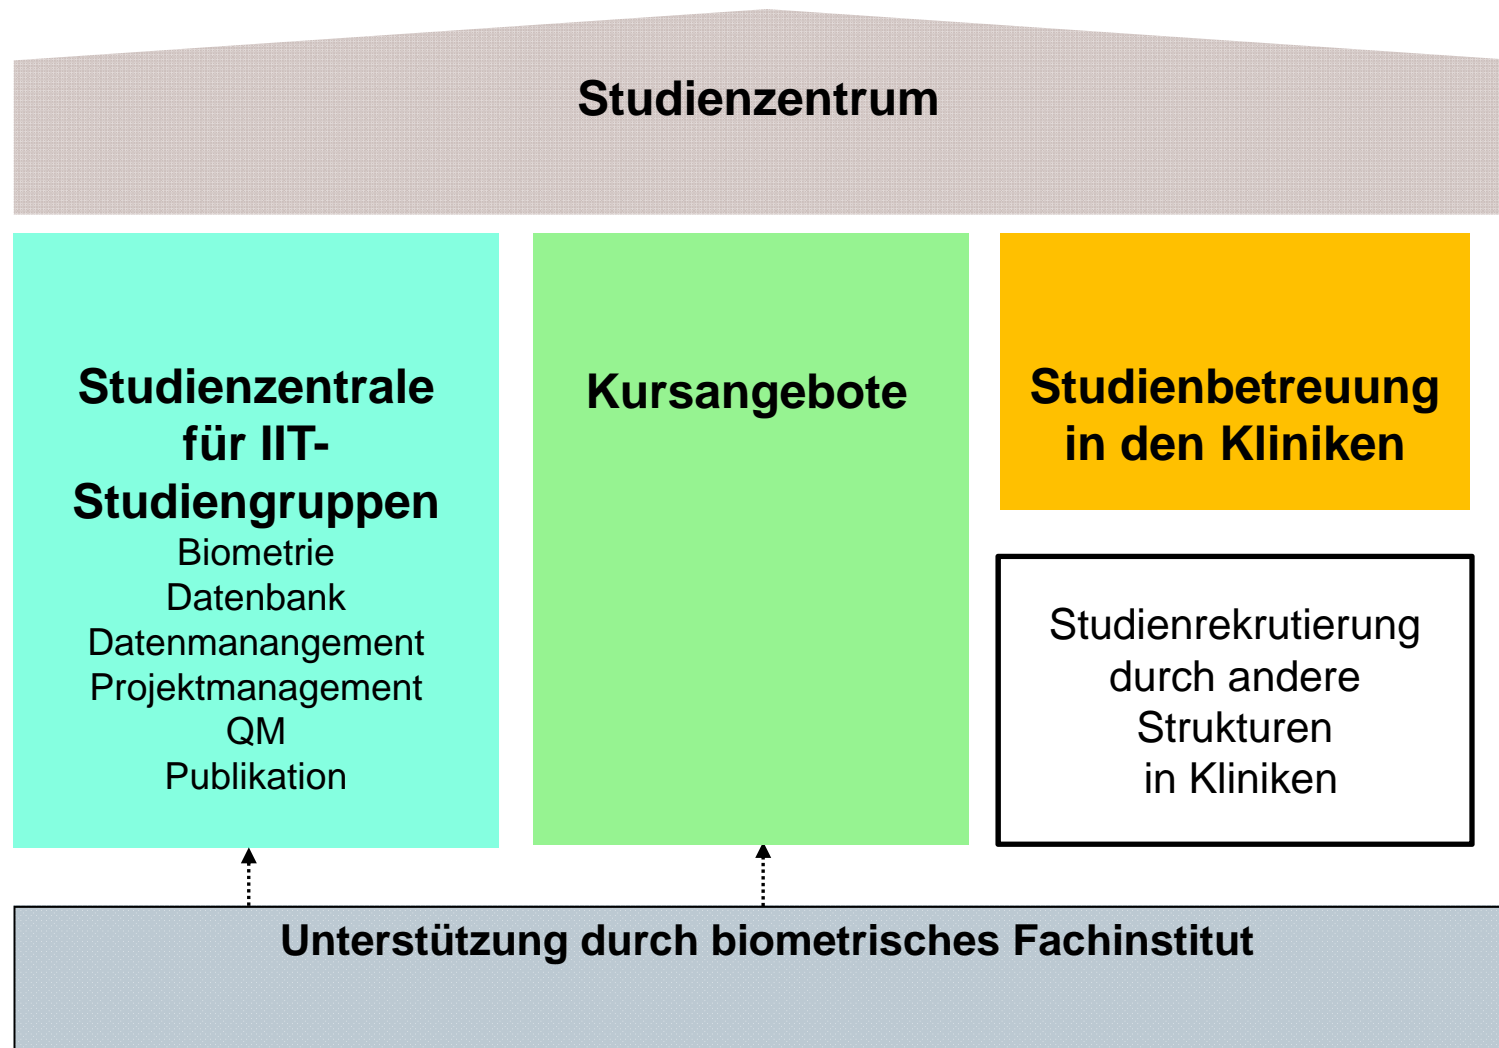 Studienzentrum
Studienzentrale
für IIT-
Studiengruppen
Biometrie
Datenbank
Datenmanangement
Projektmanagement
QM
Publikation
Kursangebote
Studienbetreuung
in den Kliniken
Studienrekrutierung
durch andere
Strukturen
in Kliniken
Unterstützung durch biometrisches Fachinstitut